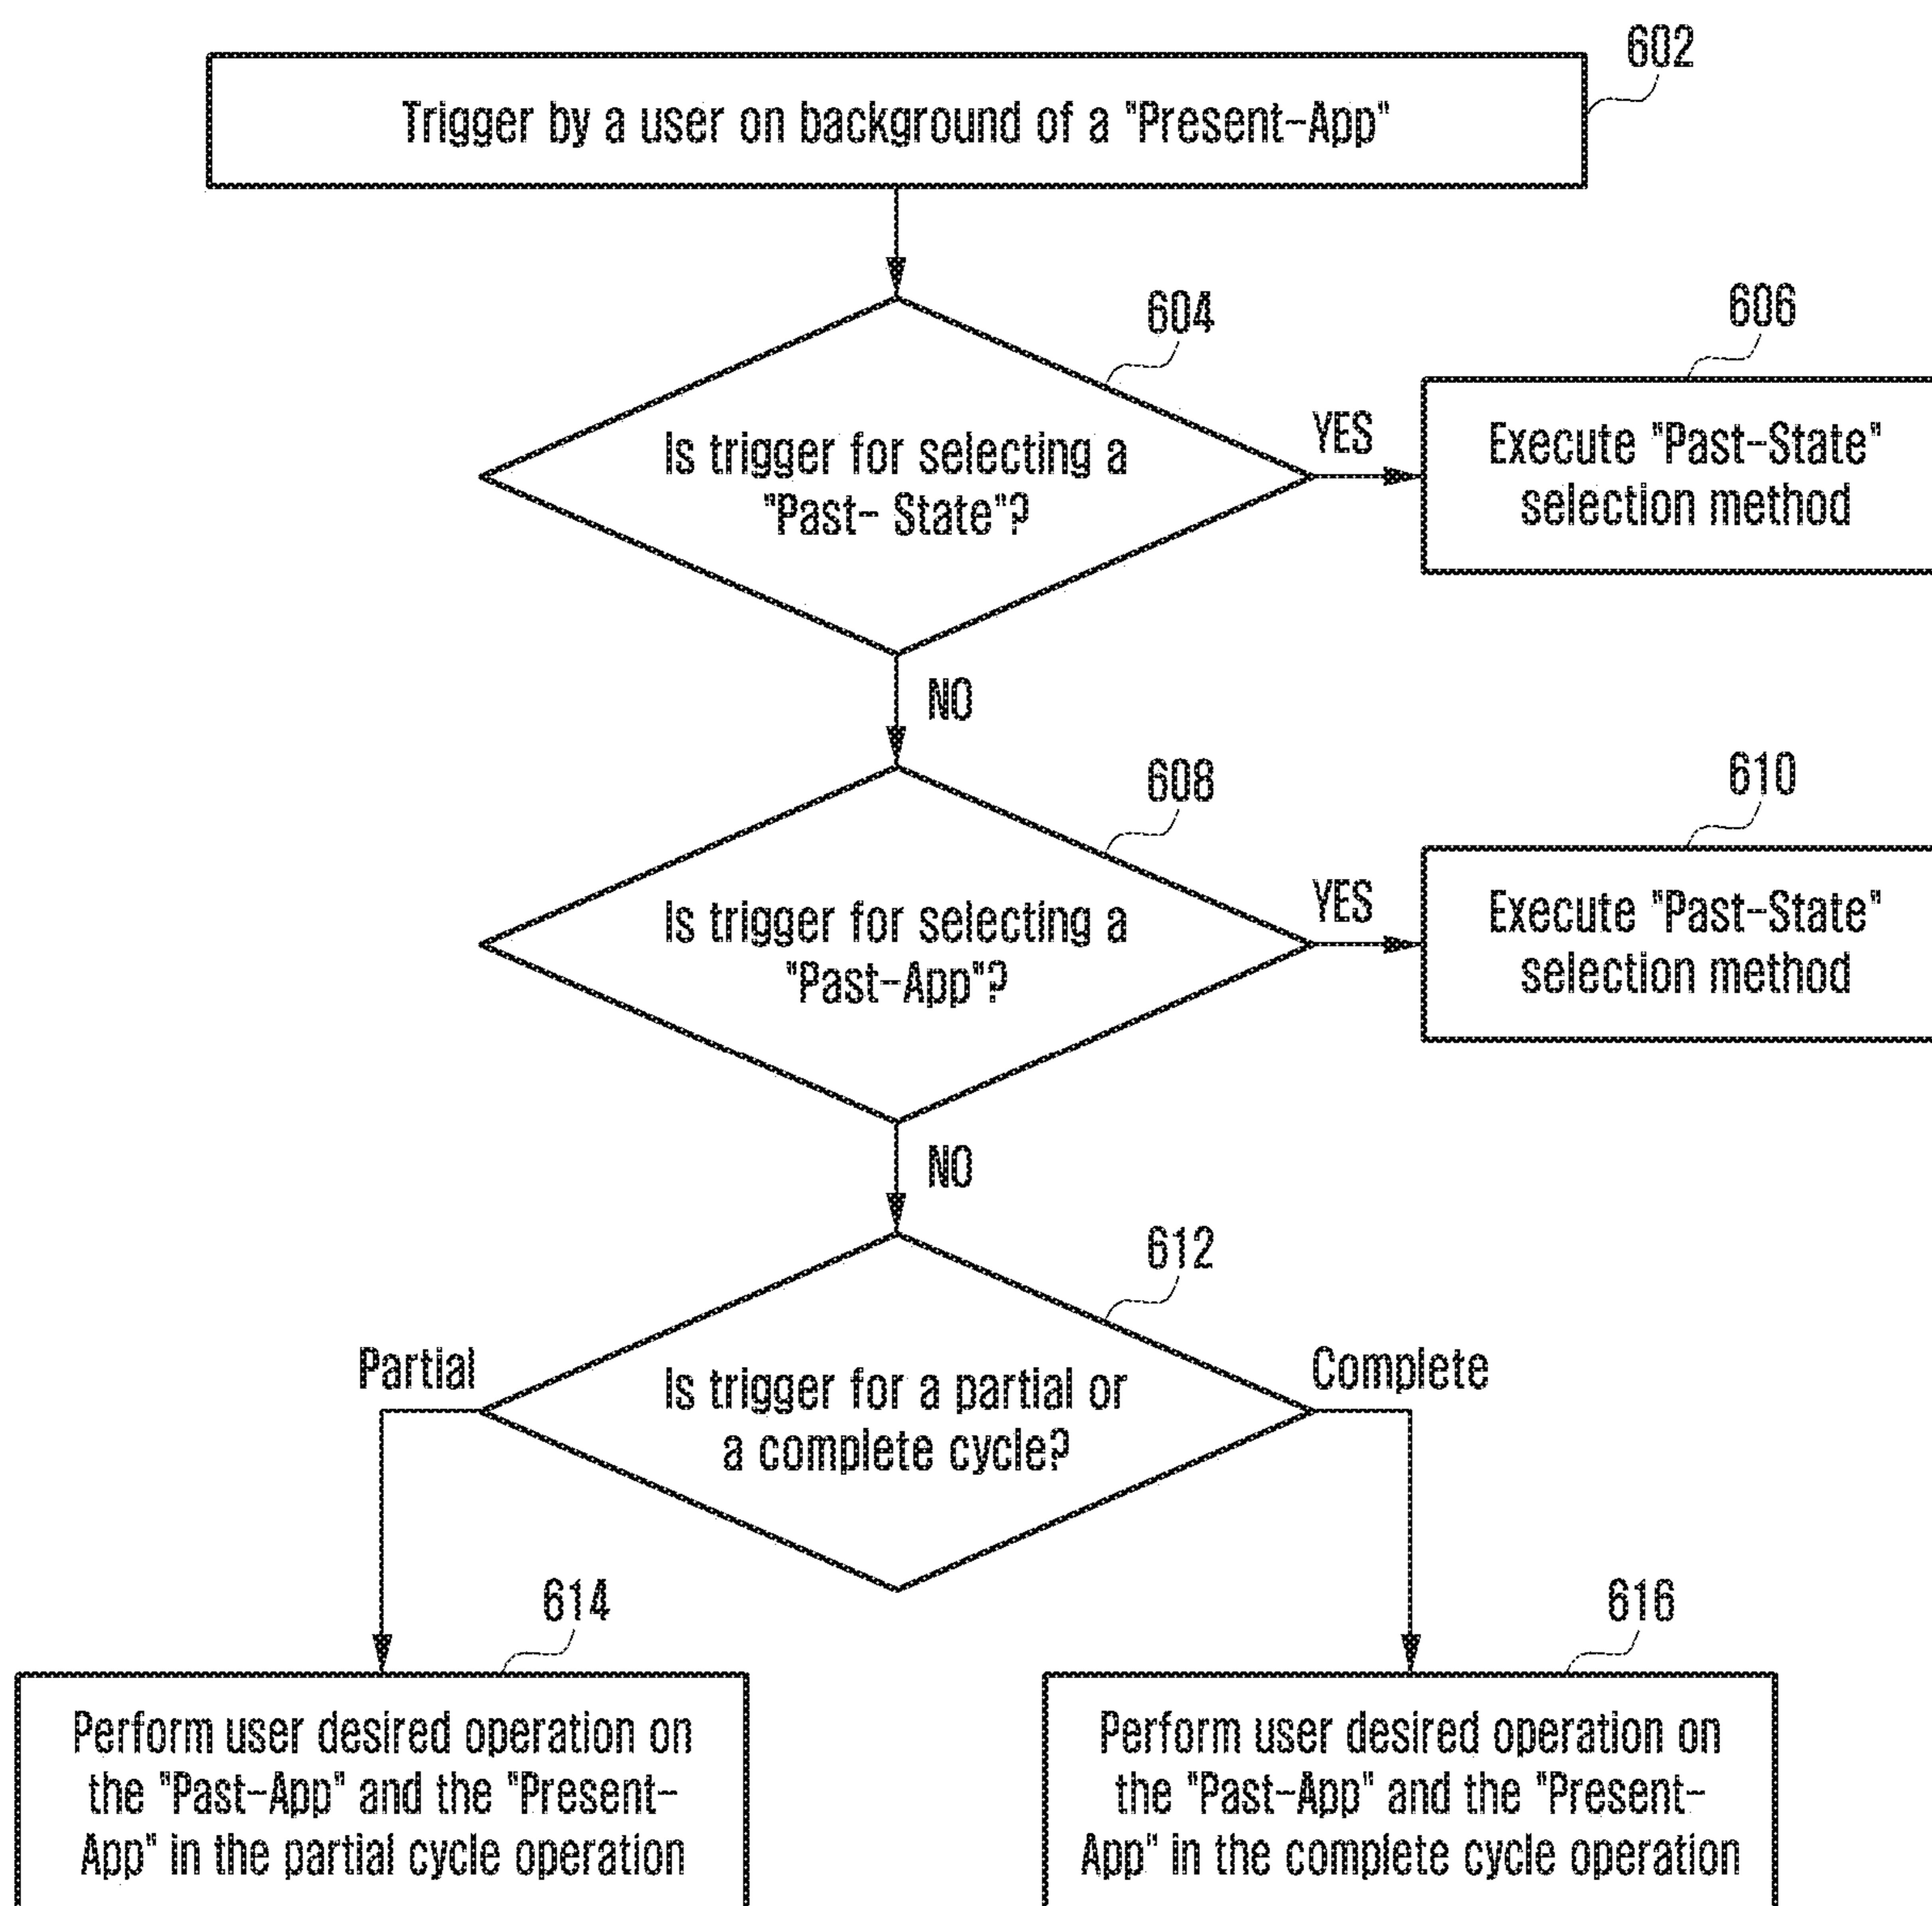 602
Trigger by a user on background of a "Present-App"
604
606
Is trigger for selecting a
"Past- State"?
YES
Execute "Past-State"
selection method
NO
608
610
Is trigger for selecting a
"Past-App"?
YES
Execute "Past-State"
selection method
NO
612
Partial
Is trigger for a partial or
a complete cycle?
Complete
614
616
Perform user desired operation on
the "Past-App" and the "Present-
App" in the partial cycle operation
Perform user desired operation on
the "Past-App" and the "Present-
App" in the complete cycle operation